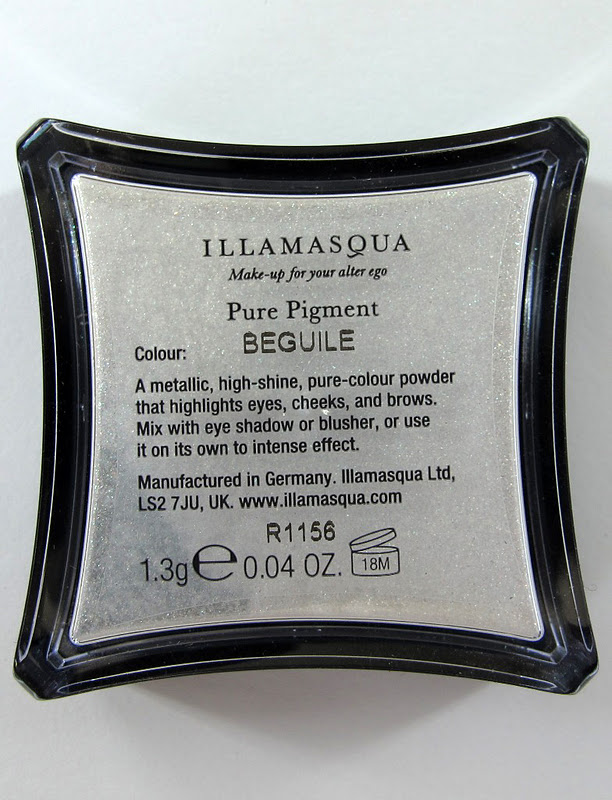 ILLAMASQUA
Make-up for your alter ego
Pure Pigment
Colour: BEGUILE
A metallic, high-shine, pure-colour powder
that highlights eyes, cheeks, and brows.
Mix with eye shadow or blusher, or use
it on its own to intense effect.
Manufactured in Germany. Illamasqua Ltd,
LS2 7JU, UK. www.illamasqua.com
R1156
1.3g ℮ 0.04 OZ. 18M